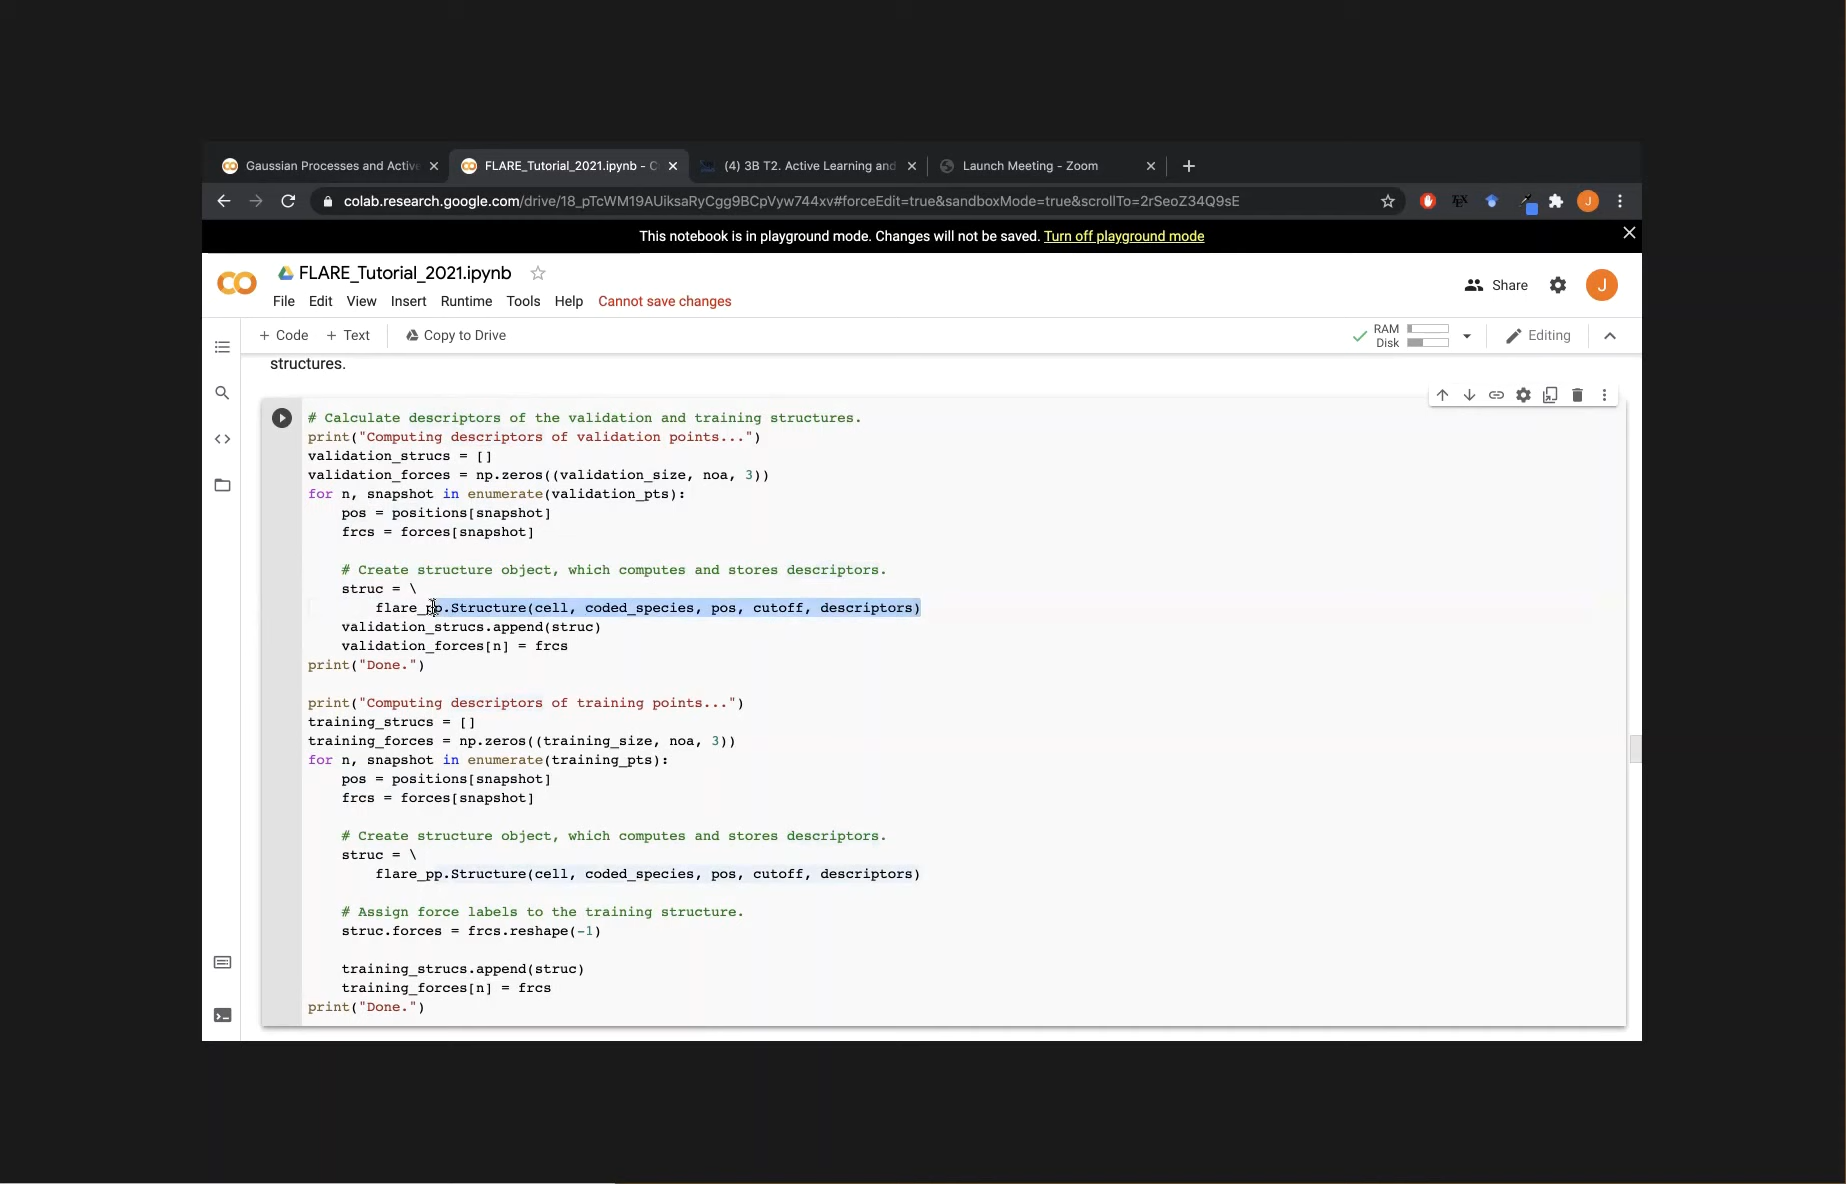 Gaussian Processes and Active
FLARE_Tutorial_2021.ipynb - C
(4) 3B T2. Active Learning and
Launch Meeting - Zoom
colab.research.google.com/drive/18_pTcWM19AUiksaRyCgg9BCpVyw744xv#forceEdit=true&sandboxMode=true&scrollTo=2rSeoZ34Q9sE
J
This notebook is in playground mode. Changes will not be saved. Turn off playground mode
FLARE_Tutorial_2021.ipynb
File Edit View Insert Runtime Tools Help Cannot save changes
Share
J
+ Code + Text Copy to Drive
RAM
Disk
Editing
structures.
# Calculate descriptors of the validation and training structures.
print("Computing descriptors of validation points...")
validation_strucs = []
validation_forces = np.zeros((validation_size, noa, 3))
for n, snapshot in enumerate(validation_pts):
    pos = positions[snapshot]
    frcs = forces[snapshot]
    # Create structure object, which computes and stores descriptors.
    struc = \
        flare_pp.Structure(cell, coded_species, pos, cutoff, descriptors)
    validation_strucs.append(struc)
    validation_forces[n] = frcs
print("Done.")
print("Computing descriptors of training points...")
training_strucs = []
training_forces = np.zeros((training_size, noa, 3))
for n, snapshot in enumerate(training_pts):
    pos = positions[snapshot]
    frcs = forces[snapshot]
    # Create structure object, which computes and stores descriptors.
    struc = \
        flare_pp.Structure(cell, coded_species, pos, cutoff, descriptors)
    # Assign force labels to the training structure.
    struc.forces = frcs.reshape(-1)
    training_strucs.append(struc)
    training_forces[n] = frcs
print("Done.")